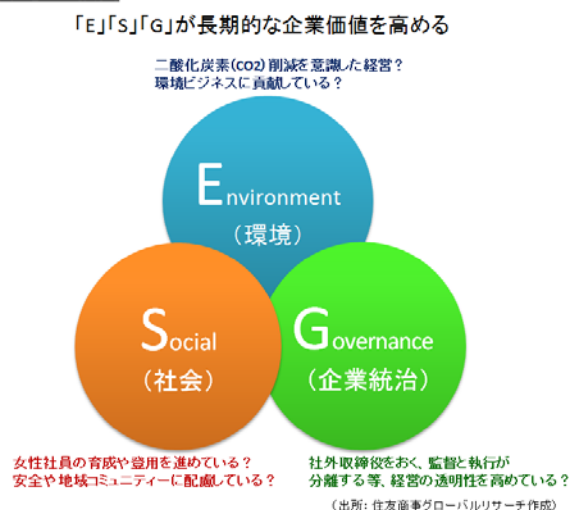 「E」「S」「G」が長期的な企業価値を高める
二酸化炭素(CO2)削減を意識した経営？
環境ビジネスに貢献している？
Environment
（環境）
Social
（社会）
Governance
（企業統治）
女性社員の育成や登用を進めている？
安全や地域コミュニティーに配慮している？
社外取締役をおく、監督と執行が
分離する等、経営の透明性を高めている？
（出所: 住友商事グローバルリサーチ作成）